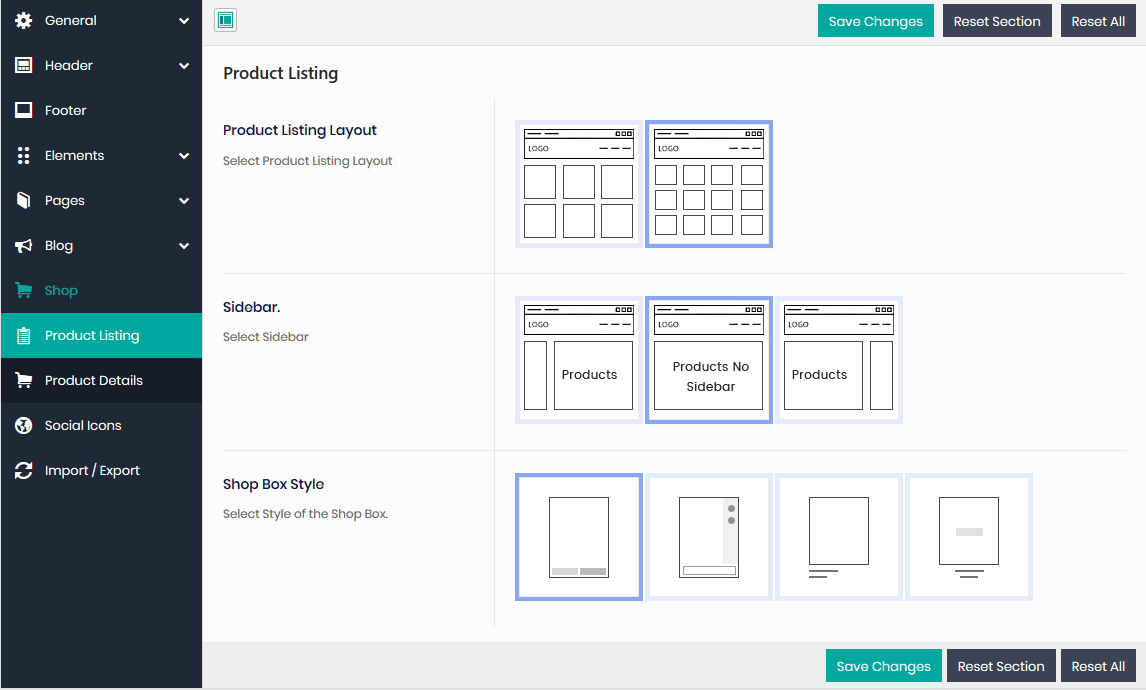 General
Header
Footer
Elements
Pages
Blog
Shop
Product Listing
Product Details
Social Icons
Import / Export
Save Changes
Reset Section
Reset All
Product Listing
Product Listing Layout
Select Product Listing Layout
LOGO
LOGO
Sidebar.
Select Sidebar
LOGO
Products
LOGO
Products No
Sidebar
LOGO
Products
Shop Box Style
Select Style of the Shop Box.
Save Changes
Reset Section
Reset All